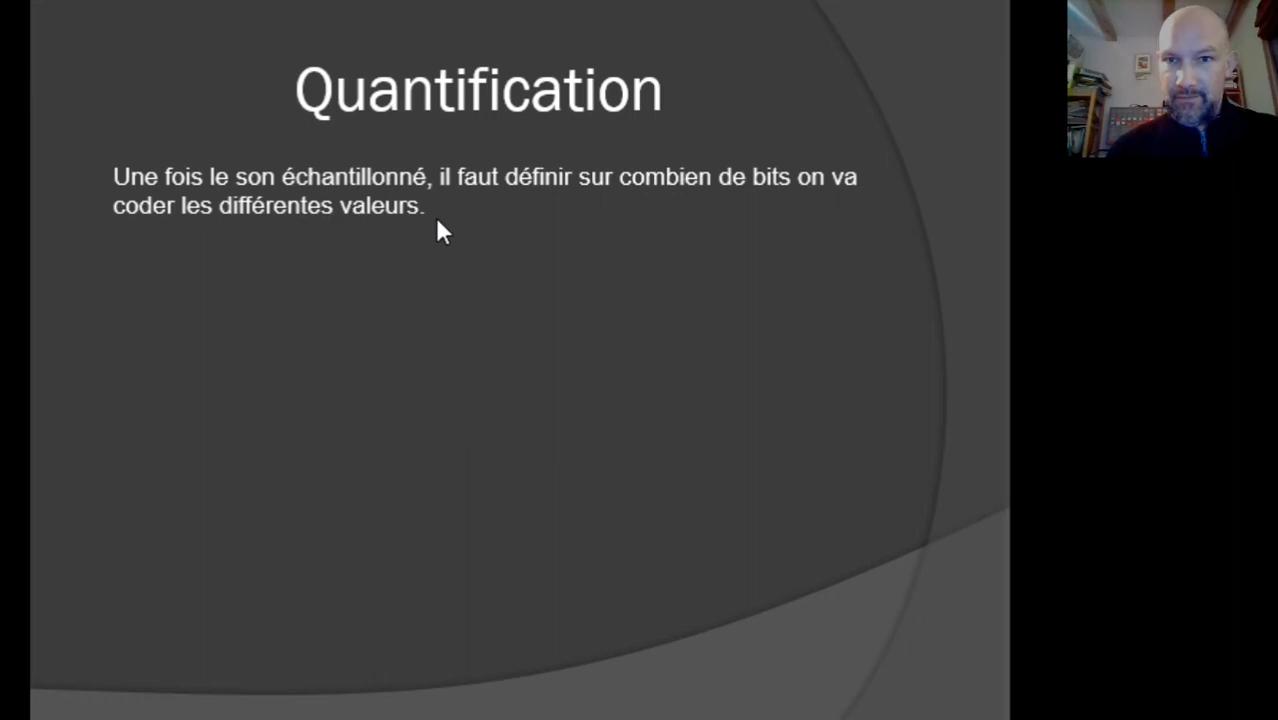 Quantification
Une fois le son échantillonné, il faut définir sur combien de bits on va
coder les différentes valeurs.